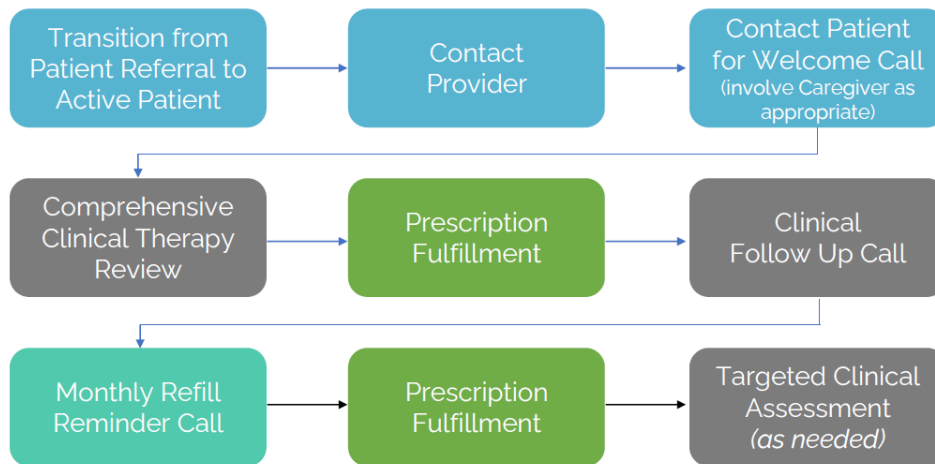 Transition from
Patient Referral to
Active Patient
Contact
Provider
Contact Patient
for Welcome Call
(involve Caregiver as
appropriate)
Comprehensive
Clinical Therapy
Review
Prescription
Fulfillment
Clinical
Follow Up Call
Monthly Refill
Reminder Call
Prescription
Fulfillment
Targeted Clinical
Assessment
(as needed)